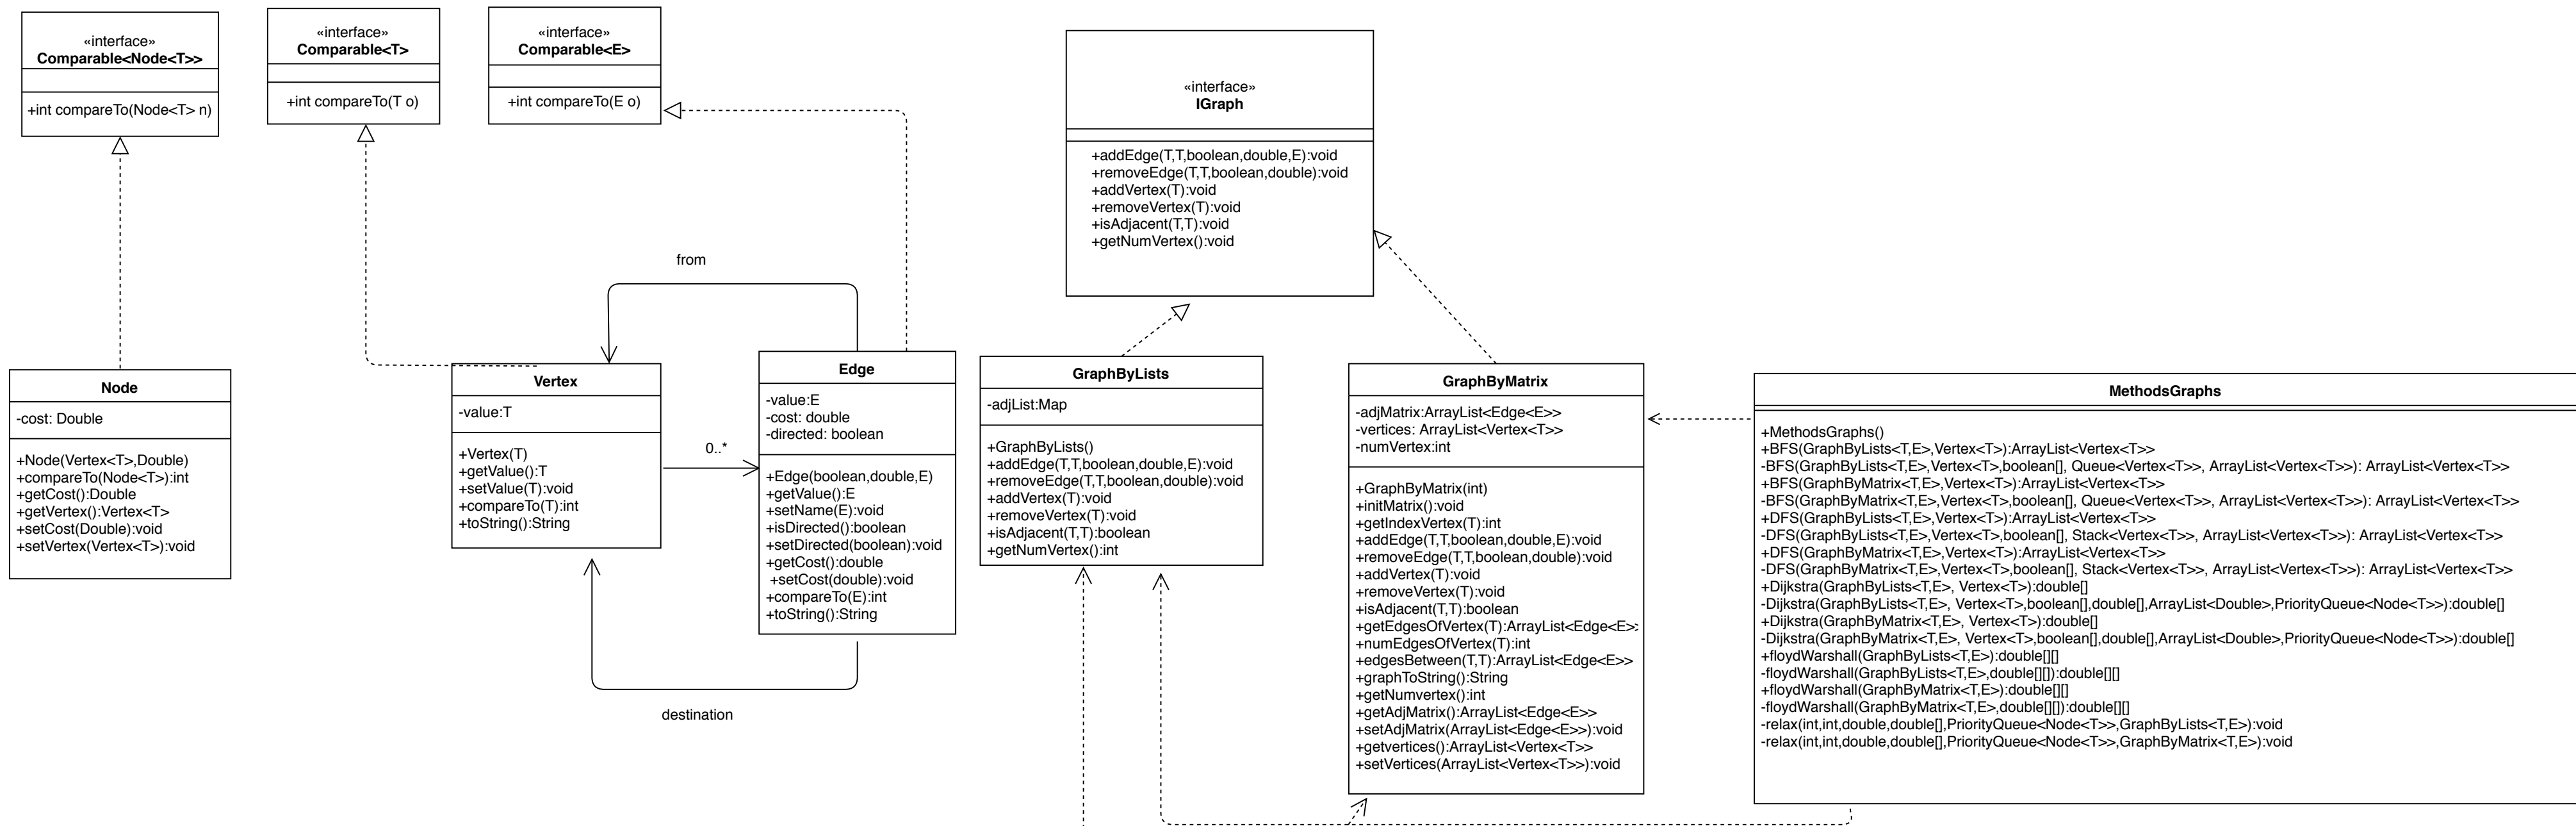 «interface»
Comparable<Node<T>>
+int compareTo(Node<T> n)
«interface»
Comparable<T>
+int compareTo(T o)
«interface»
Comparable<E>
+int compareTo(E o)
«interface»
IGraph
+addEdge(T,T,boolean,double,E):void
+removeEdge(T,T,boolean,double):void
+addVertex(T):void
+removeVertex(T):void
+isAdjacent(T,T):void
+getNumVertex():void
from
Node
-cost: Double
+Node(Vertex<T>,Double)
+compareTo(Node<T>):int
+getCost():Double
+getVertex():Vertex<T>
+setCost(Double):void
+setVertex(Vertex<T>):void
Vertex
-value:T
+Vertex(T)
+getValue():T
+setValue(T):void
+compareTo(T):int
+toString():String
0..*
Edge
-value:E
-cost: double
-directed: boolean
+Edge(boolean,double,E)
+getValue():E
+setName(E):void
+isDirected():boolean
+setDirected(boolean):void
+getCost():double
+setCost(double):void
+compareTo(E):int
+toString():String
destination
GraphByLists
-adjList:Map
+GraphByLists()
+addEdge(T,T,boolean,double,E):void
+removeEdge(T,T,boolean,double):void
+addVertex(T):void
+removeVertex(T):void
+isAdjacent(T,T):boolean
+getNumVertex():int
GraphByMatrix
-adjMatrix:ArrayList<Edge<E>>
-vertices: ArrayList<Vertex<T>>
-numVertex:int
+GraphByMatrix(int)
+initMatrix():void
+getIndexVertex(T):int
+addEdge(T,T,boolean,double,E):void
+removeEdge(T,T,boolean,double):void
+addVertex(T):void
+removeVertex(T):void
+isAdjacent(T,T):boolean
+getEdgesOfVertex(T):ArrayList<Edge<E>>
+numEdgesOfVertex(T):int
+edgesBetween(T,T):ArrayList<Edge<E>>
+graphToString():String
+getNumvertex():int
+getAdjMatrix():ArrayList<Edge<E>>
+setAdjMatrix(ArrayList<Edge<E>>):void
+getvertices():ArrayList<Vertex<T>>
+setVertices(ArrayList<Vertex<T>>):void
MethodsGraphs
+MethodsGraphs()
+BFS(GraphByLists<T,E>,Vertex<T>):ArrayList<Vertex<T>>
-BFS(GraphByLists<T,E>,Vertex<T>,boolean[], Queue<Vertex<T>>, ArrayList<Vertex<T>>): ArrayList<Vertex<T>>
+BFS(GraphByMatrix<T,E>,Vertex<T>):ArrayList<Vertex<T>>
-BFS(GraphByMatrix<T,E>,Vertex<T>,boolean[], Queue<Vertex<T>>, ArrayList<Vertex<T>>): ArrayList<Vertex<T>>
+DFS(GraphByLists<T,E>,Vertex<T>):ArrayList<Vertex<T>>
-DFS(GraphByLists<T,E>,Vertex<T>,boolean[], Stack<Vertex<T>>, ArrayList<Vertex<T>>): ArrayList<Vertex<T>>
+DFS(GraphByMatrix<T,E>,Vertex<T>):ArrayList<Vertex<T>>
-DFS(GraphByMatrix<T,E>,Vertex<T>,boolean[], Stack<Vertex<T>>, ArrayList<Vertex<T>>): ArrayList<Vertex<T>>
+Dijkstra(GraphByLists<T,E>, Vertex<T>):double[]
-Dijkstra(GraphByLists<T,E>, Vertex<T>,boolean[],double[],ArrayList<Double>,PriorityQueue<Node<T>>):double[]
+Dijkstra(GraphByMatrix<T,E>, Vertex<T>):double[]
-Dijkstra(GraphByMatrix<T,E>, Vertex<T>,boolean[],double[],ArrayList<Double>,PriorityQueue<Node<T>>):double[]
+floydWarshall(GraphByLists<T,E>):double[][]
-floydWarshall(GraphByLists<T,E>,double[][]):double[][]
+floydWarshall(GraphByMatrix<T,E>):double[][]
-floydWarshall(GraphByMatrix<T,E>,double[][]):double[][]
-relax(int,int,double,double[],PriorityQueue<Node<T>>,GraphByLists<T,E>):void
-relax(int,int,double,double[],PriorityQueue<Node<T>>,GraphByMatrix<T,E>):void